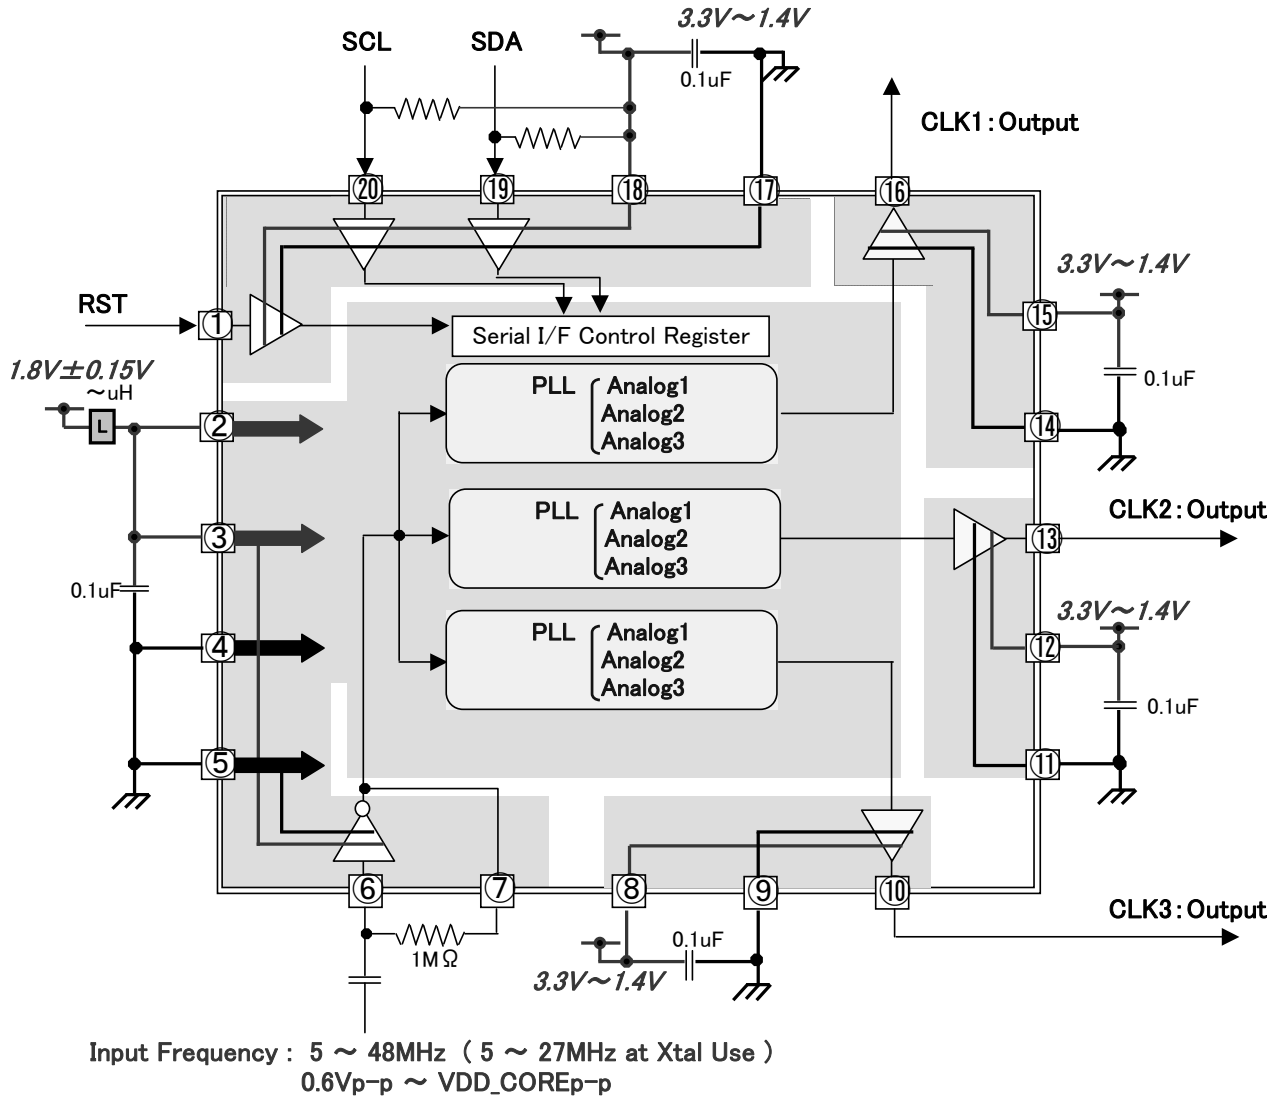 3.3V～1.4V
SCL
SDA
0.1uF
CLK1：Output
⑳
⑲
⑱
⑰
⑯
3.3V～1.4V
RST
①
Serial I/F Control Register
⑮
1.8V±0.15V
～uH
L
0.1uF
PLL
Analog1
Analog2
Analog3
②
⑭
CLK2：Output
PLL
Analog1
Analog2
Analog3
③
⑬
0.1uF
3.3V～1.4V
PLL
Analog1
Analog2
Analog3
④
⑫
0.1uF
⑤
⑪
⑥
⑦
⑧
⑨
⑩
CLK3：Output
1MΩ
0.1uF
3.3V～1.4V
Input Frequency： 5 ～ 48MHz （ 5 ～ 27MHz at Xtal Use ）
0.6Vp-p ～ VDD_COREp-p